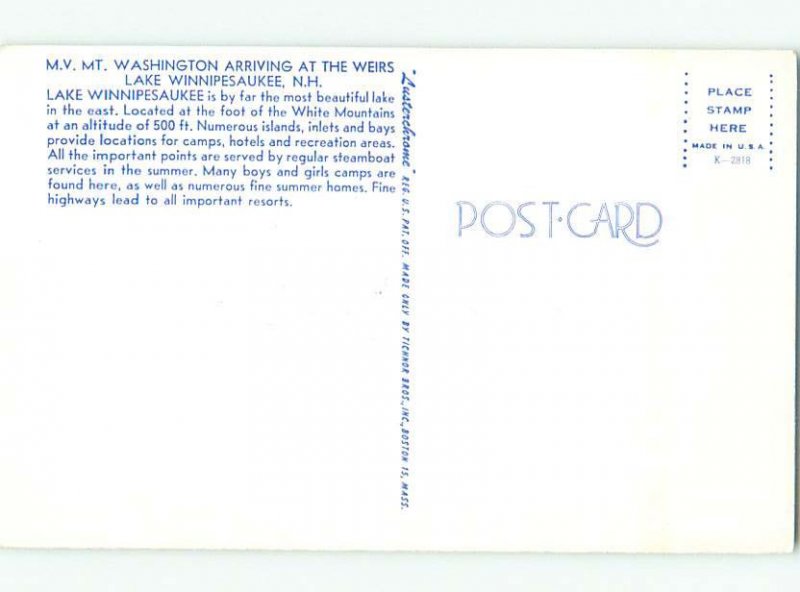 M.V. MT. WASHINGTON ARRIVING AT THE WEIRS
LAKE WINNIPESAUKEE, N.H.
LAKE WINNIPESAUKEE is by far the most beautiful lake
in the east. Located at the foot of the White Mountains
at an altitude of 500 ft. Numerous islands, inlets and bays
provide locations for camps, hotels and recreation areas.
All the important points are served by regular steamboat
services in the summer. Many boys and girls camps are
found here, as well as numerous fine summer homes. Fine
highways lead to all important resorts.
"Lusterchrome" REG. U.S. PAT. OFF. MADE ONLY BY TICHNOR BROS., INC., BOSTON 15, MASS.
POST·CARD
PLACE
STAMP
HERE
MADE IN U.S.A.
K-2818